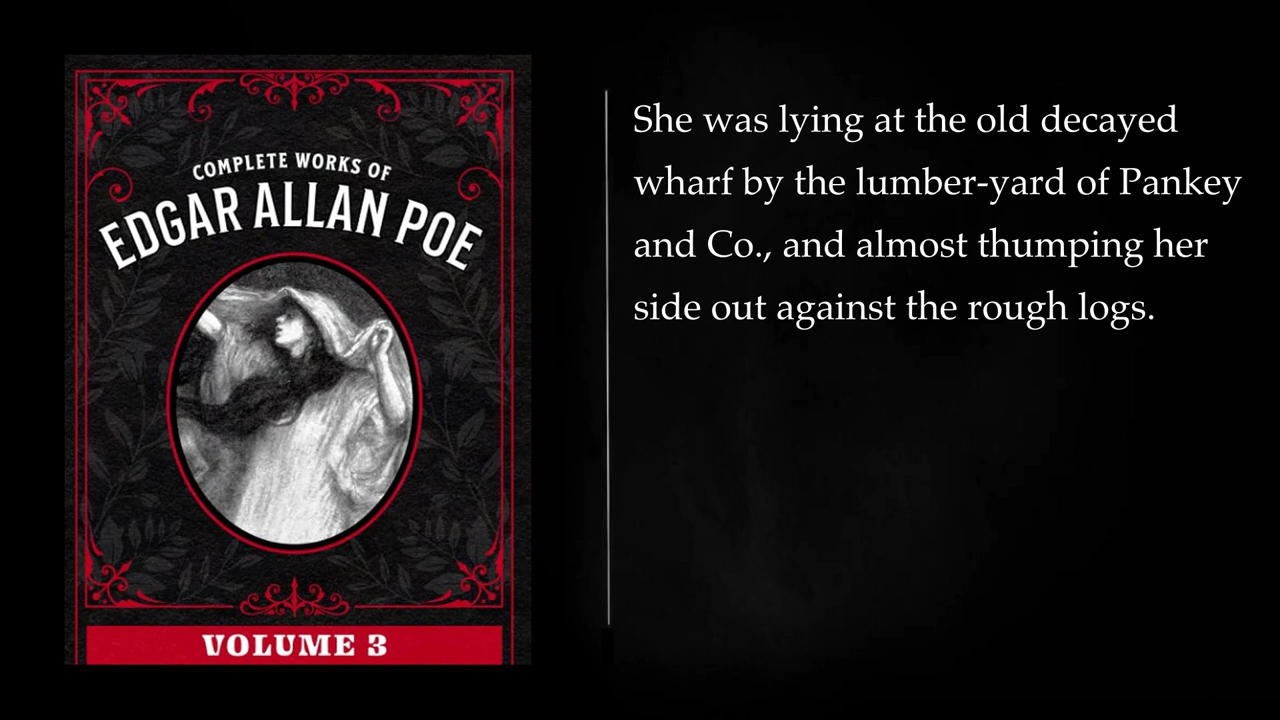 COMPLETE WORKS OF
EDGAR ALLAN POE
VOLUME 3
She was lying at the old decayed
wharf by the lumber-yard of Pankey
and Co., and almost thumping her
side out against the rough logs.